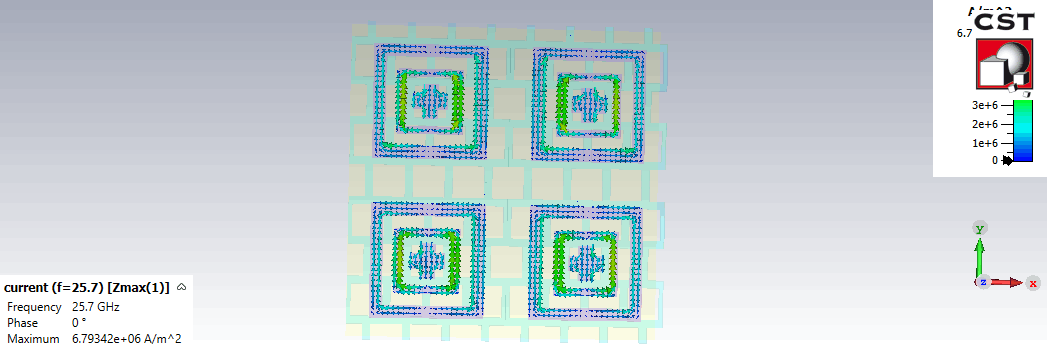 CST
6.7
3e+6
2e+6
1e+6
0
y
z
x
current (f=25.7) [Zmax(1)]
Frequency 25.7 GHz
Phase 0 °
Maximum 6.79342e+06 A/m^2